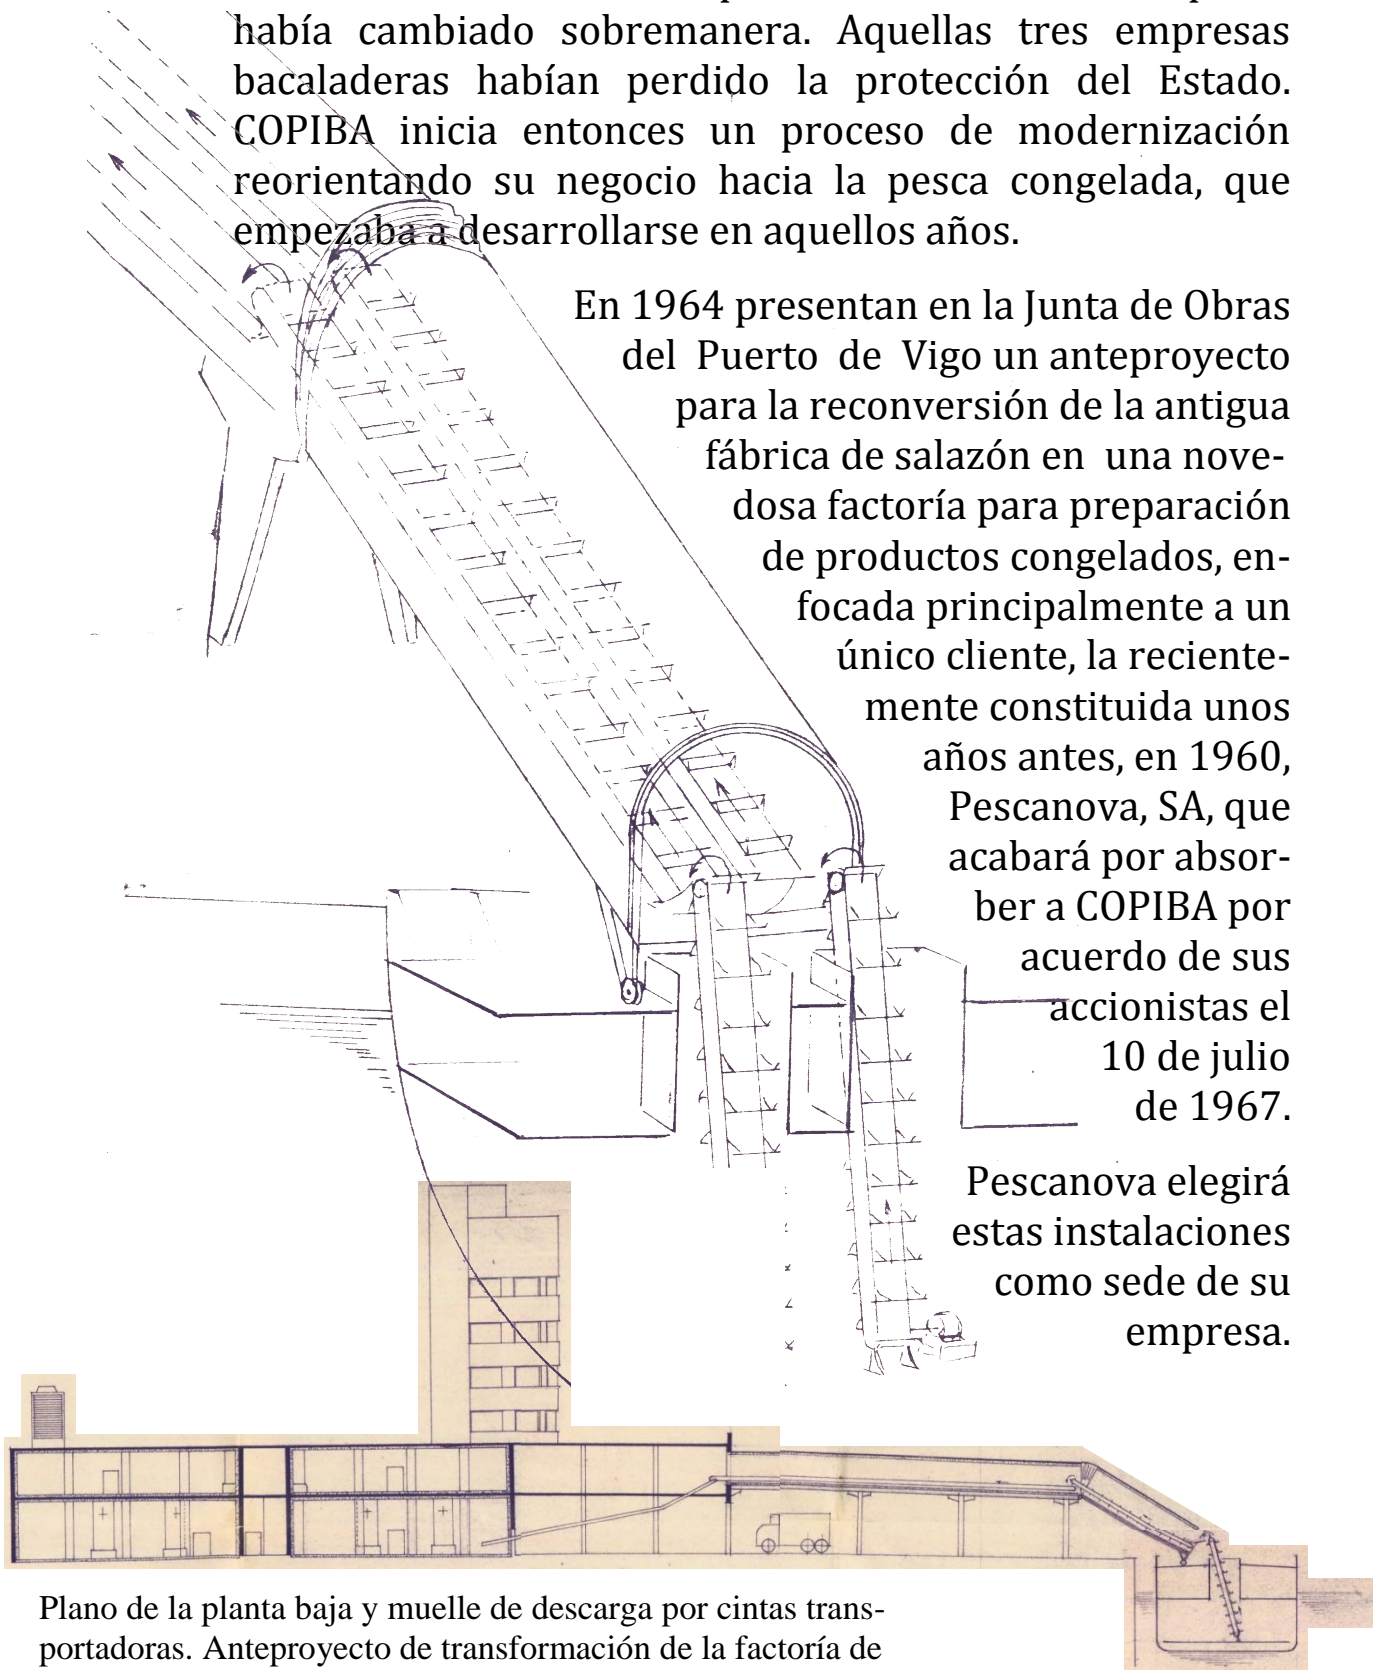 había cambiado sobremanera. Aquellas tres empresas
bacaladeras habían perdido la protección del Estado.
COPIBA inicia entonces un proceso de modernización
reorientando su negocio hacia la pesca congelada, que
empezaba a desarrollarse en aquellos años.
En 1964 presentan en la Junta de Obras
del Puerto de Vigo un anteproyecto
para la reconversión de la antigua
fábrica de salazón en una nove-
dosa factoría para preparación
de productos congelados, en-
focada principalmente a un
único cliente, la reciente-
mente constituida unos
años antes, en 1960,
Pescanova, SA, que
acabará por absor-
ber a COPIBA por
acuerdo de sus
accionistas el
10 de julio
de 1967.
Pescanova elegirá
estas instalaciones
como sede de su
empresa.
Plano de la planta baja y muelle de descarga por cintas trans-
portadoras. Anteproyecto de transformación de la factoría de